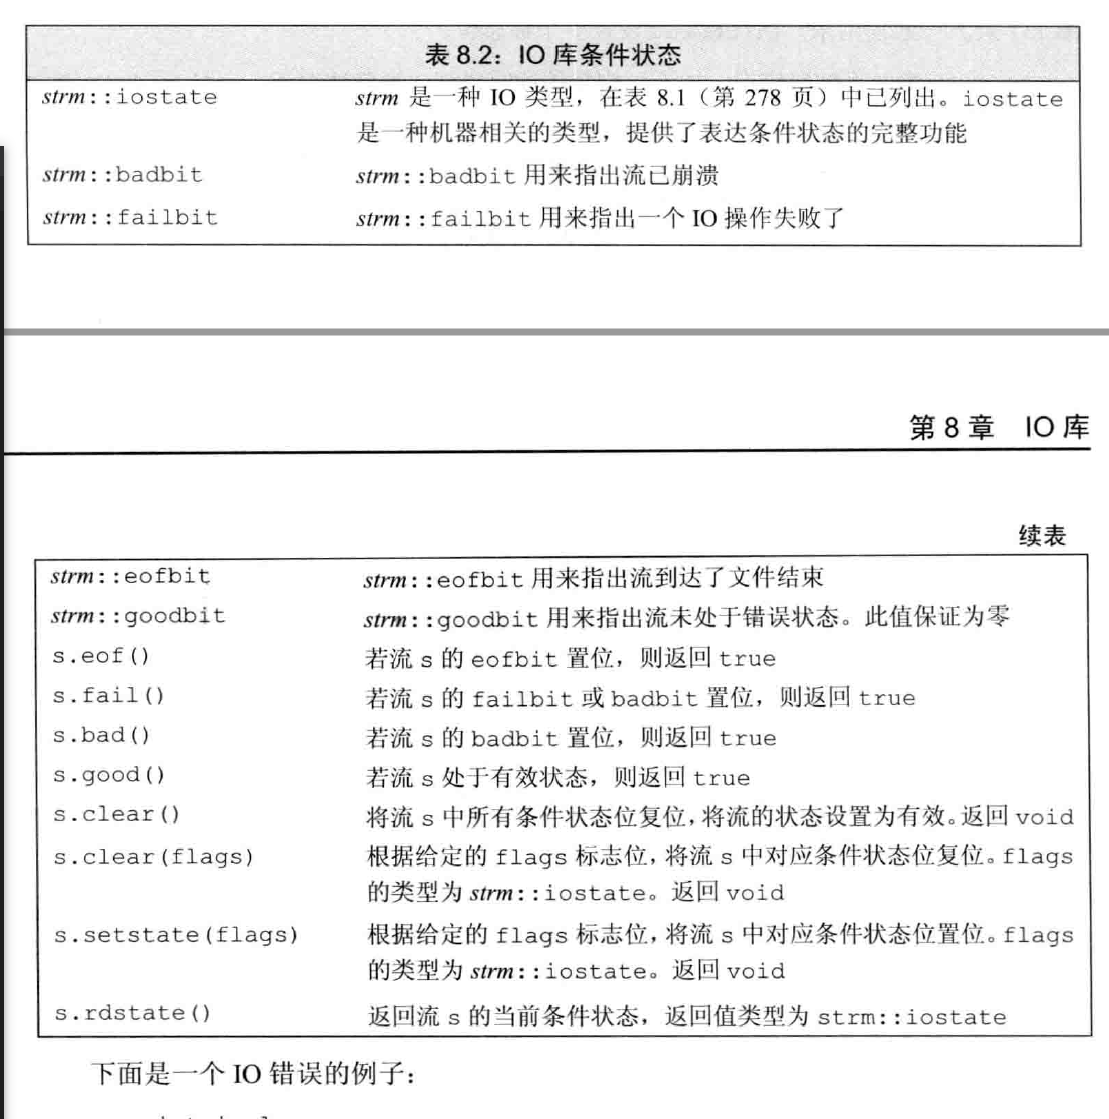 表 8.2：IO 库条件状态
strm::iostate strm 是一种 IO 类型，在表 8.1（第 278 页）中已列出。iostate
是一种机器相关的类型，提供了表达条件状态的完整功能
strm::badbit strm::badbit 用来指出流已崩溃
strm::failbit strm::failbit 用来指出一个 IO 操作失败了
第 8 章 IO 库
续表
strm::eofbit strm::eofbit 用来指出流到达了文件结束
strm::goodbit strm::goodbit 用来指出流未处于错误状态。此值保证为零
s.eof() 若流 s 的 eofbit 置位，则返回 true
s.fail() 若流 s 的 failbit 或 badbit 置位，则返回 true
s.bad() 若流 s 的 badbit 置位，则返回 true
s.good() 若流 s 处于有效状态，则返回 true
s.clear() 将流 s 中所有条件状态位复位，将流的状态设置为有效。返回 void
s.clear(flags) 根据给定的 flags 标志位，将流 s 中对应条件状态位复位。flags
的类型为 strm::iostate。返回 void
s.setstate(flags) 根据给定的 flags 标志位，将流 s 中对应条件状态位置位。flags
的类型为 strm::iostate。返回 void
s.rdstate() 返回流 s 的当前条件状态，返回值类型为 strm::iostate
下面是一个 IO 错误的例子：